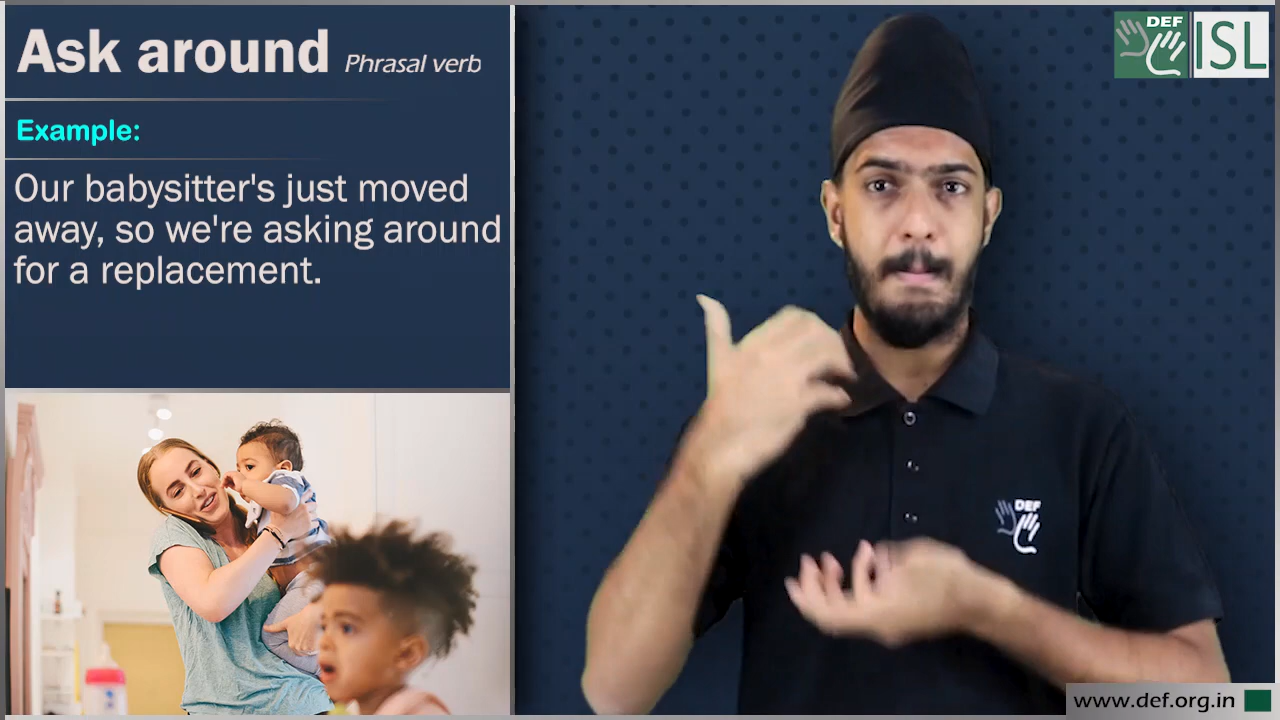 Ask around Phrasal verb
Example:
Our babysitter's just moved
away, so we're asking around
for a replacement.
DEF
ISL
DEF
www.def.org.in